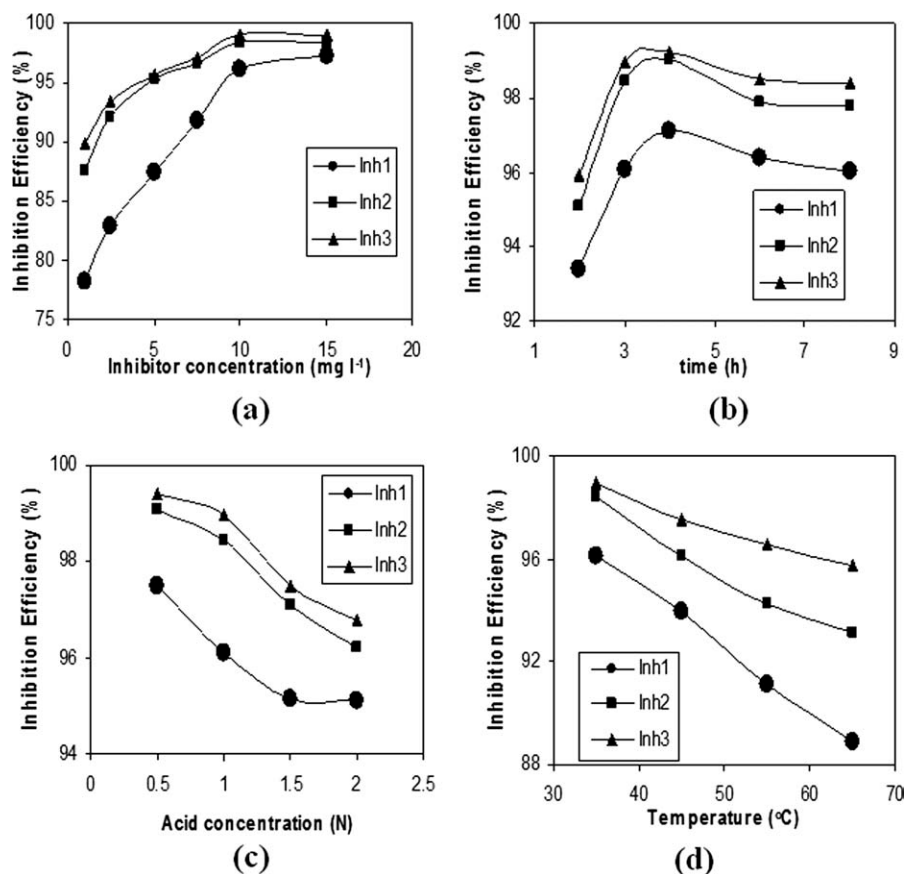 100
95
90
85
80
75
Inhibition Efficiency (%)
Inh1
Inh2
Inh3
0 5 10 15 20
Inhibitor concentration (mg l-1)
(a)
100
98
96
94
92
Inhibition Efficiency (%)
Inh1
Inh2
Inh3
1 3 5 7 9
time (h)
(b)
100
98
96
94
Inhibition Efficiency (%)
Inh1
Inh2
Inh3
0 0.5 1 1.5 2 2.5
Acid concentration (N)
(c)
100
96
92
88
Inhibition Efficiency (%)
Inh1
Inh2
Inh3
30 40 50 60 70
Temperature (oC)
(d)